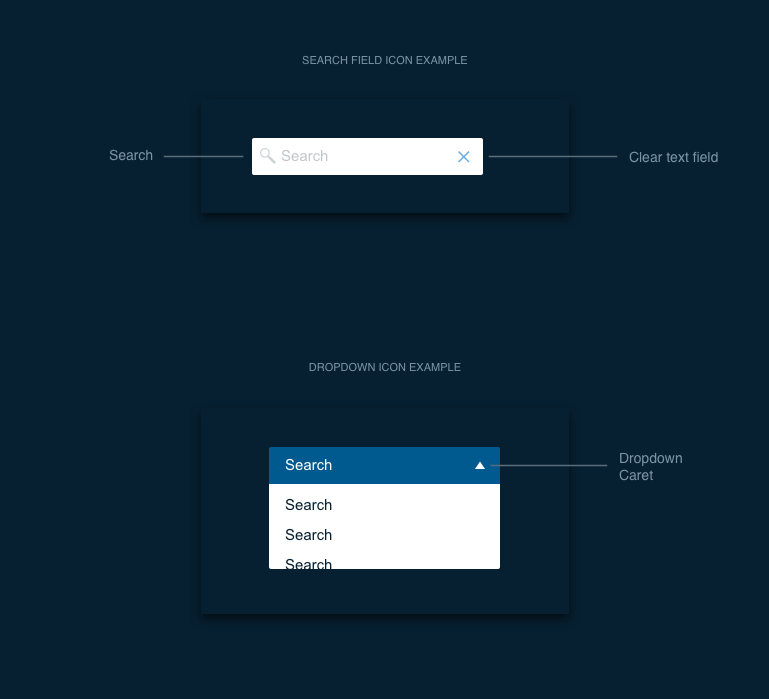 SEARCH FIELD ICON EXAMPLE
Search
Search
Clear text field
DROPDOWN ICON EXAMPLE
Search
Dropdown
Caret
Search
Search
Search